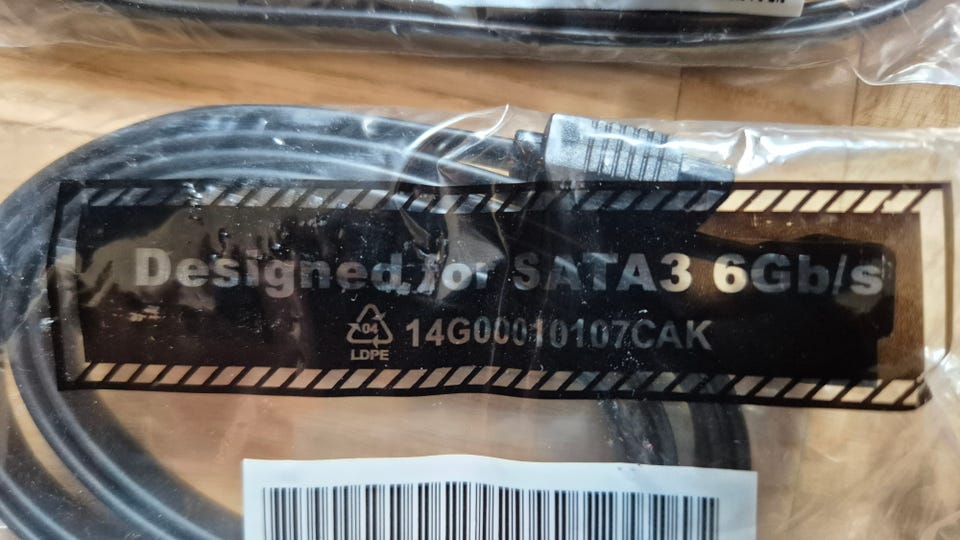 Designed for SATA3 6Gb/s
04
LDPE
14G00010107CAK